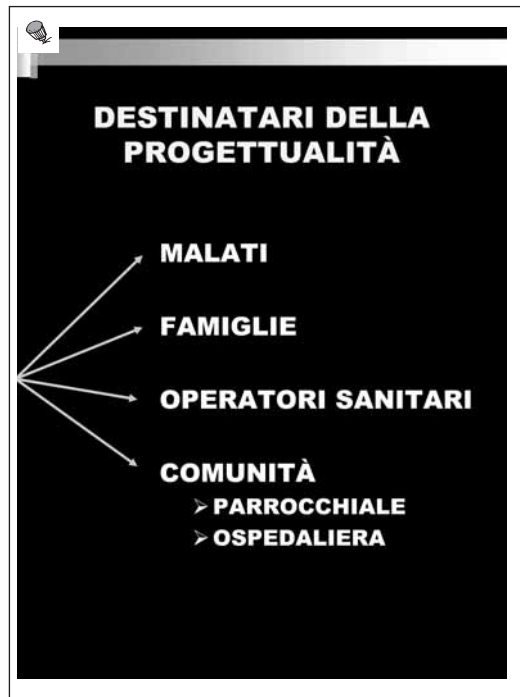 DESTINATARI DELLA
PROGETTUALITÀ
MALATI
FAMIGLIE
OPERATORI SANITARI
COMUNITÀ
PARROCCHIALE
OSPEDALIERA